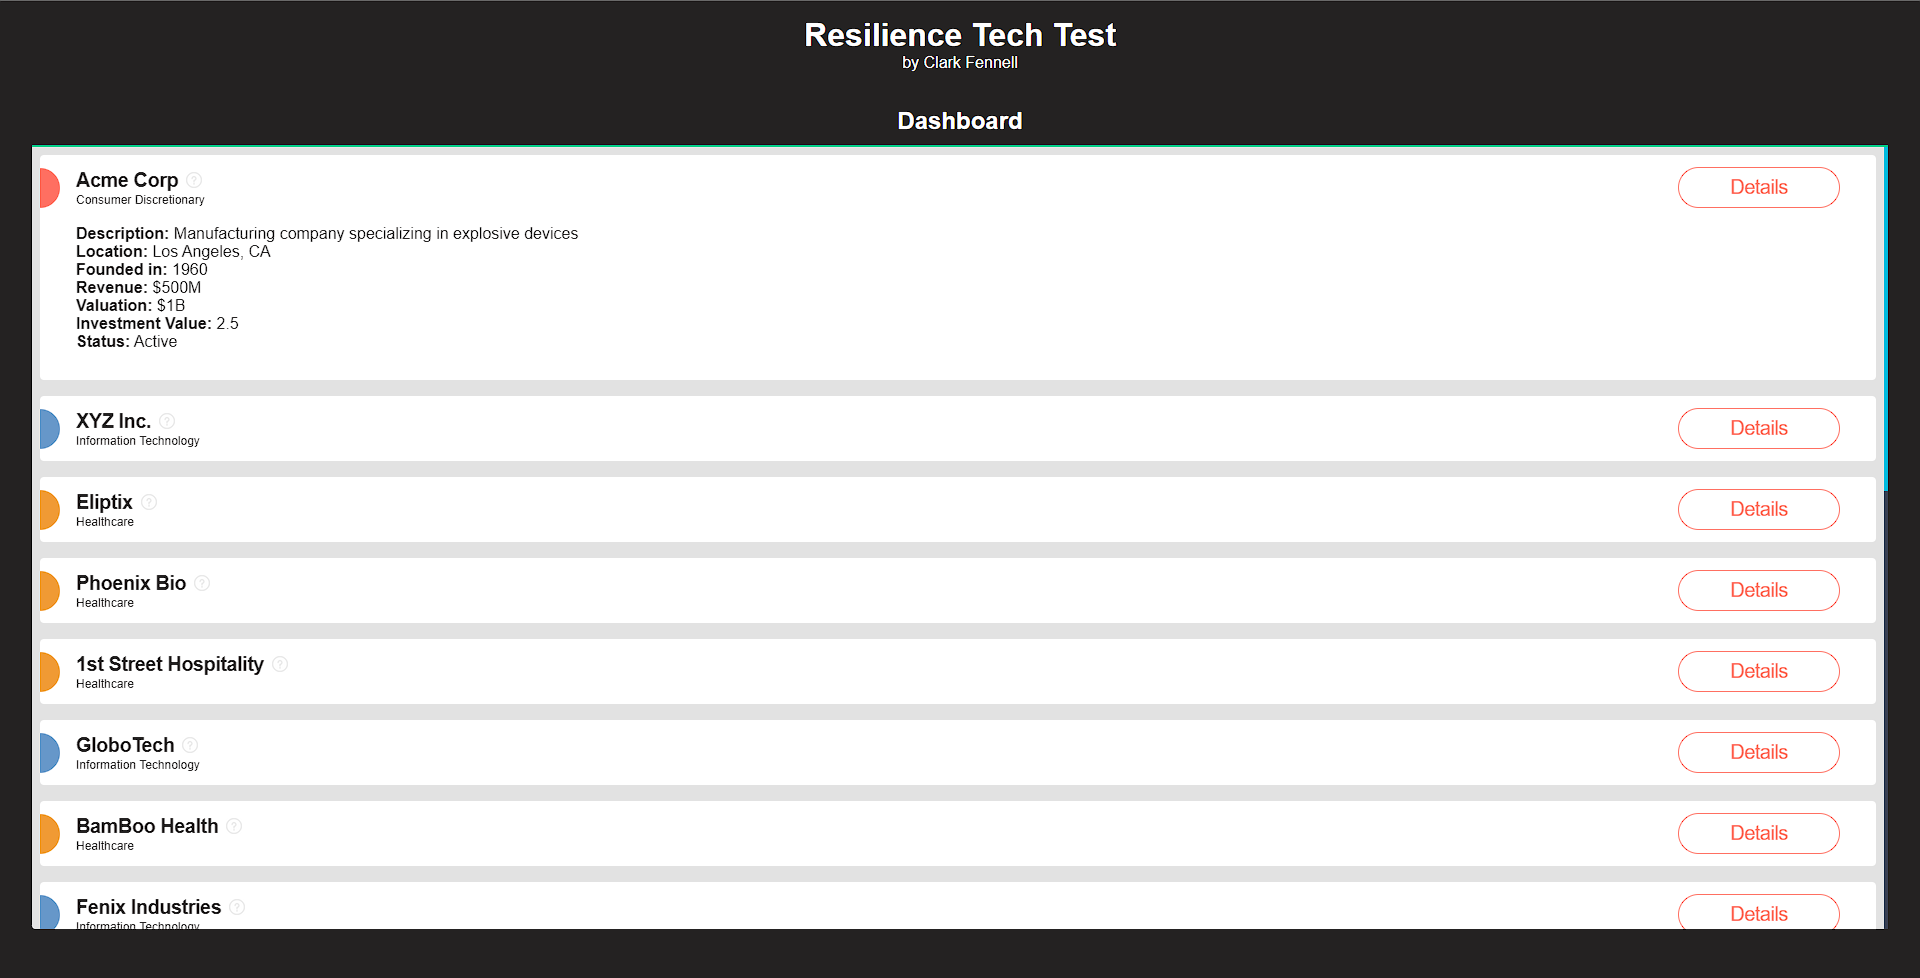 Resilience Tech Test
by Clark Fennell
Dashboard
Acme Corp ?
Consumer Discretionary
Details
Description: Manufacturing company specializing in explosive devices
Location: Los Angeles, CA
Founded in: 1960
Revenue: $500M
Valuation: $1B
Investment Value: 2.5
Status: Active
XYZ Inc. ?
Information Technology
Details
Eliptix ?
Healthcare
Details
Phoenix Bio ?
Healthcare
Details
1st Street Hospitality ?
Healthcare
Details
GloboTech ?
Information Technology
Details
BamBoo Health ?
Healthcare
Details
Fenix Industries ?
Information Technology
Details